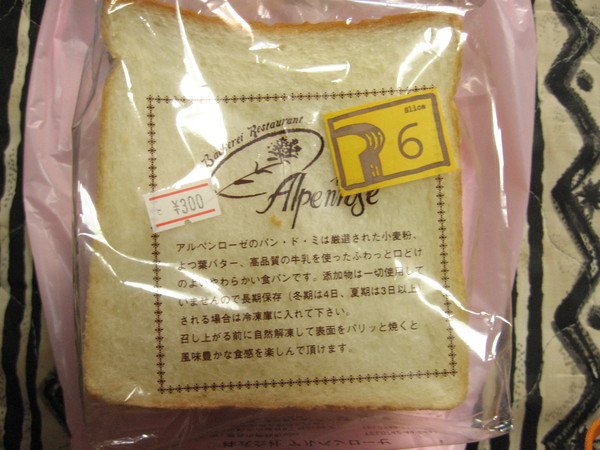 Slice
6
Backerei Restaurant
Alpenrose
¥300
アルペンローゼのパン・ド・ミは厳選された小麦粉、
よつ葉バター、高品質の牛乳を使ったふわっと口どけ
のよいやわらかい食パンです。添加物は一切使用して
いませんので長期保存（冬期は4日、夏期は3日以上
される場合は冷凍庫に入れて下さい。
召し上がる前に自然解凍して表面をパリッと焼くと
風味豊かな食感を楽しんで頂けます。